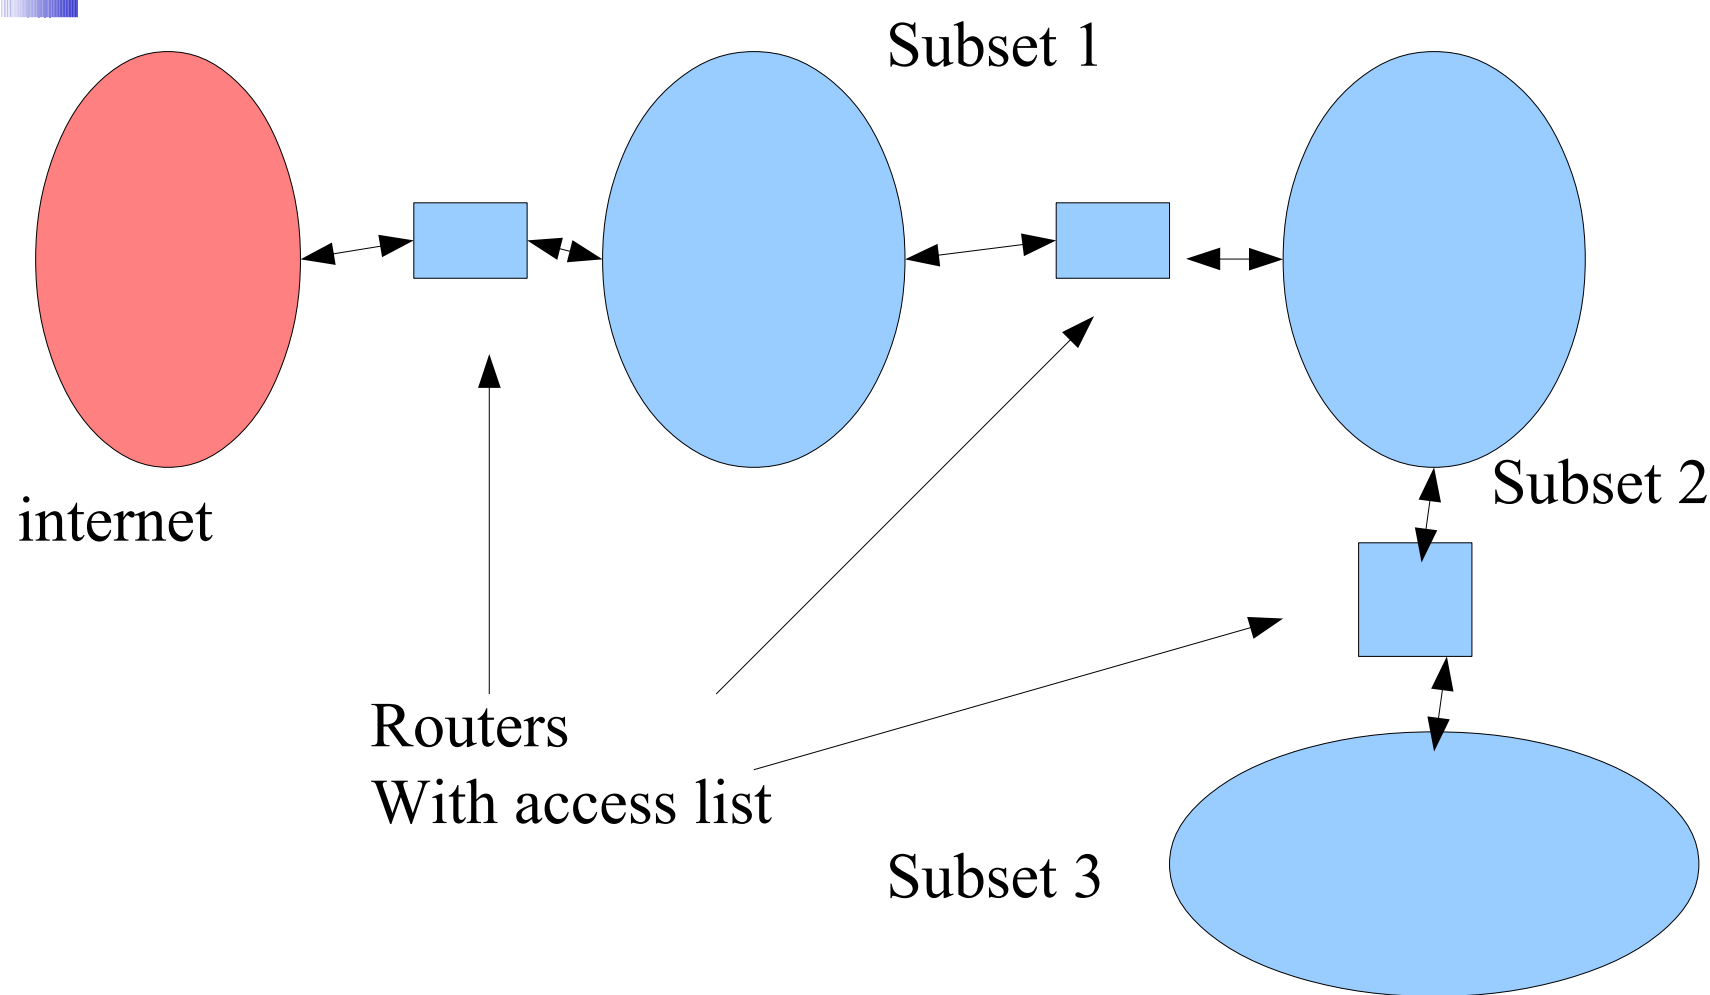 Subset 1
internet
Subset 2
Routers
With access list
Subset 3